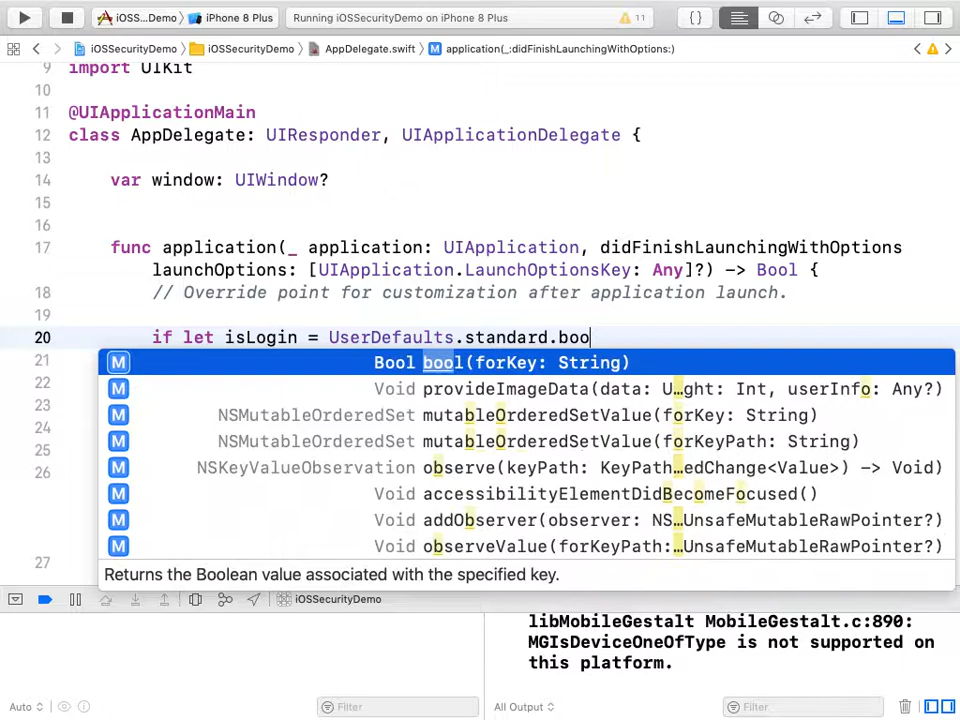 iOSS...Demo iPhone 8 Plus Running iOSSecurityDemo on iPhone 8 Plus 11
iOSSecurityDemo iOSSecurityDemo AppDelegate.swift M application(_:didFinishLaunchingWithOptions:)
9 import UIKit
10
11 @UIApplicationMain
12 class AppDelegate: UIResponder, UIApplicationDelegate {
13
14 var window: UIWindow?
15
16
17 func application(_ application: UIApplication, didFinishLaunchingWithOptions
launchOptions: [UIApplication.LaunchOptionsKey: Any]?) -> Bool {
18 // Override point for customization after application launch.
19
20 if let isLogin = UserDefaults.standard.boo
21 M Bool bool(forKey: String)
22 M Void provideImageData(data: U…ght: Int, userInfo: Any?)
23 M NSMutableOrderedSet mutableOrderedSetValue(forKey: String)
24 M NSMutableOrderedSet mutableOrderedSetValue(forKeyPath: String)
25 M NSKeyValueObservation observe(keyPath: KeyPath…edChange<Value>) -> Void)
26 M Void accessibilityElementDidBecomeFocused()
M Void addObserver(observer: NS…UnsafeMutableRawPointer?)
M Void observeValue(forKeyPath:…UnsafeMutableRawPointer?)
27
Returns the Boolean value associated with the specified key.
iOSSecurityDemo
libMobileGestalt MobileGestalt.c:890:
MGIsDeviceOneOfType is not supported on
this platform.
Auto Filter All Output Filter